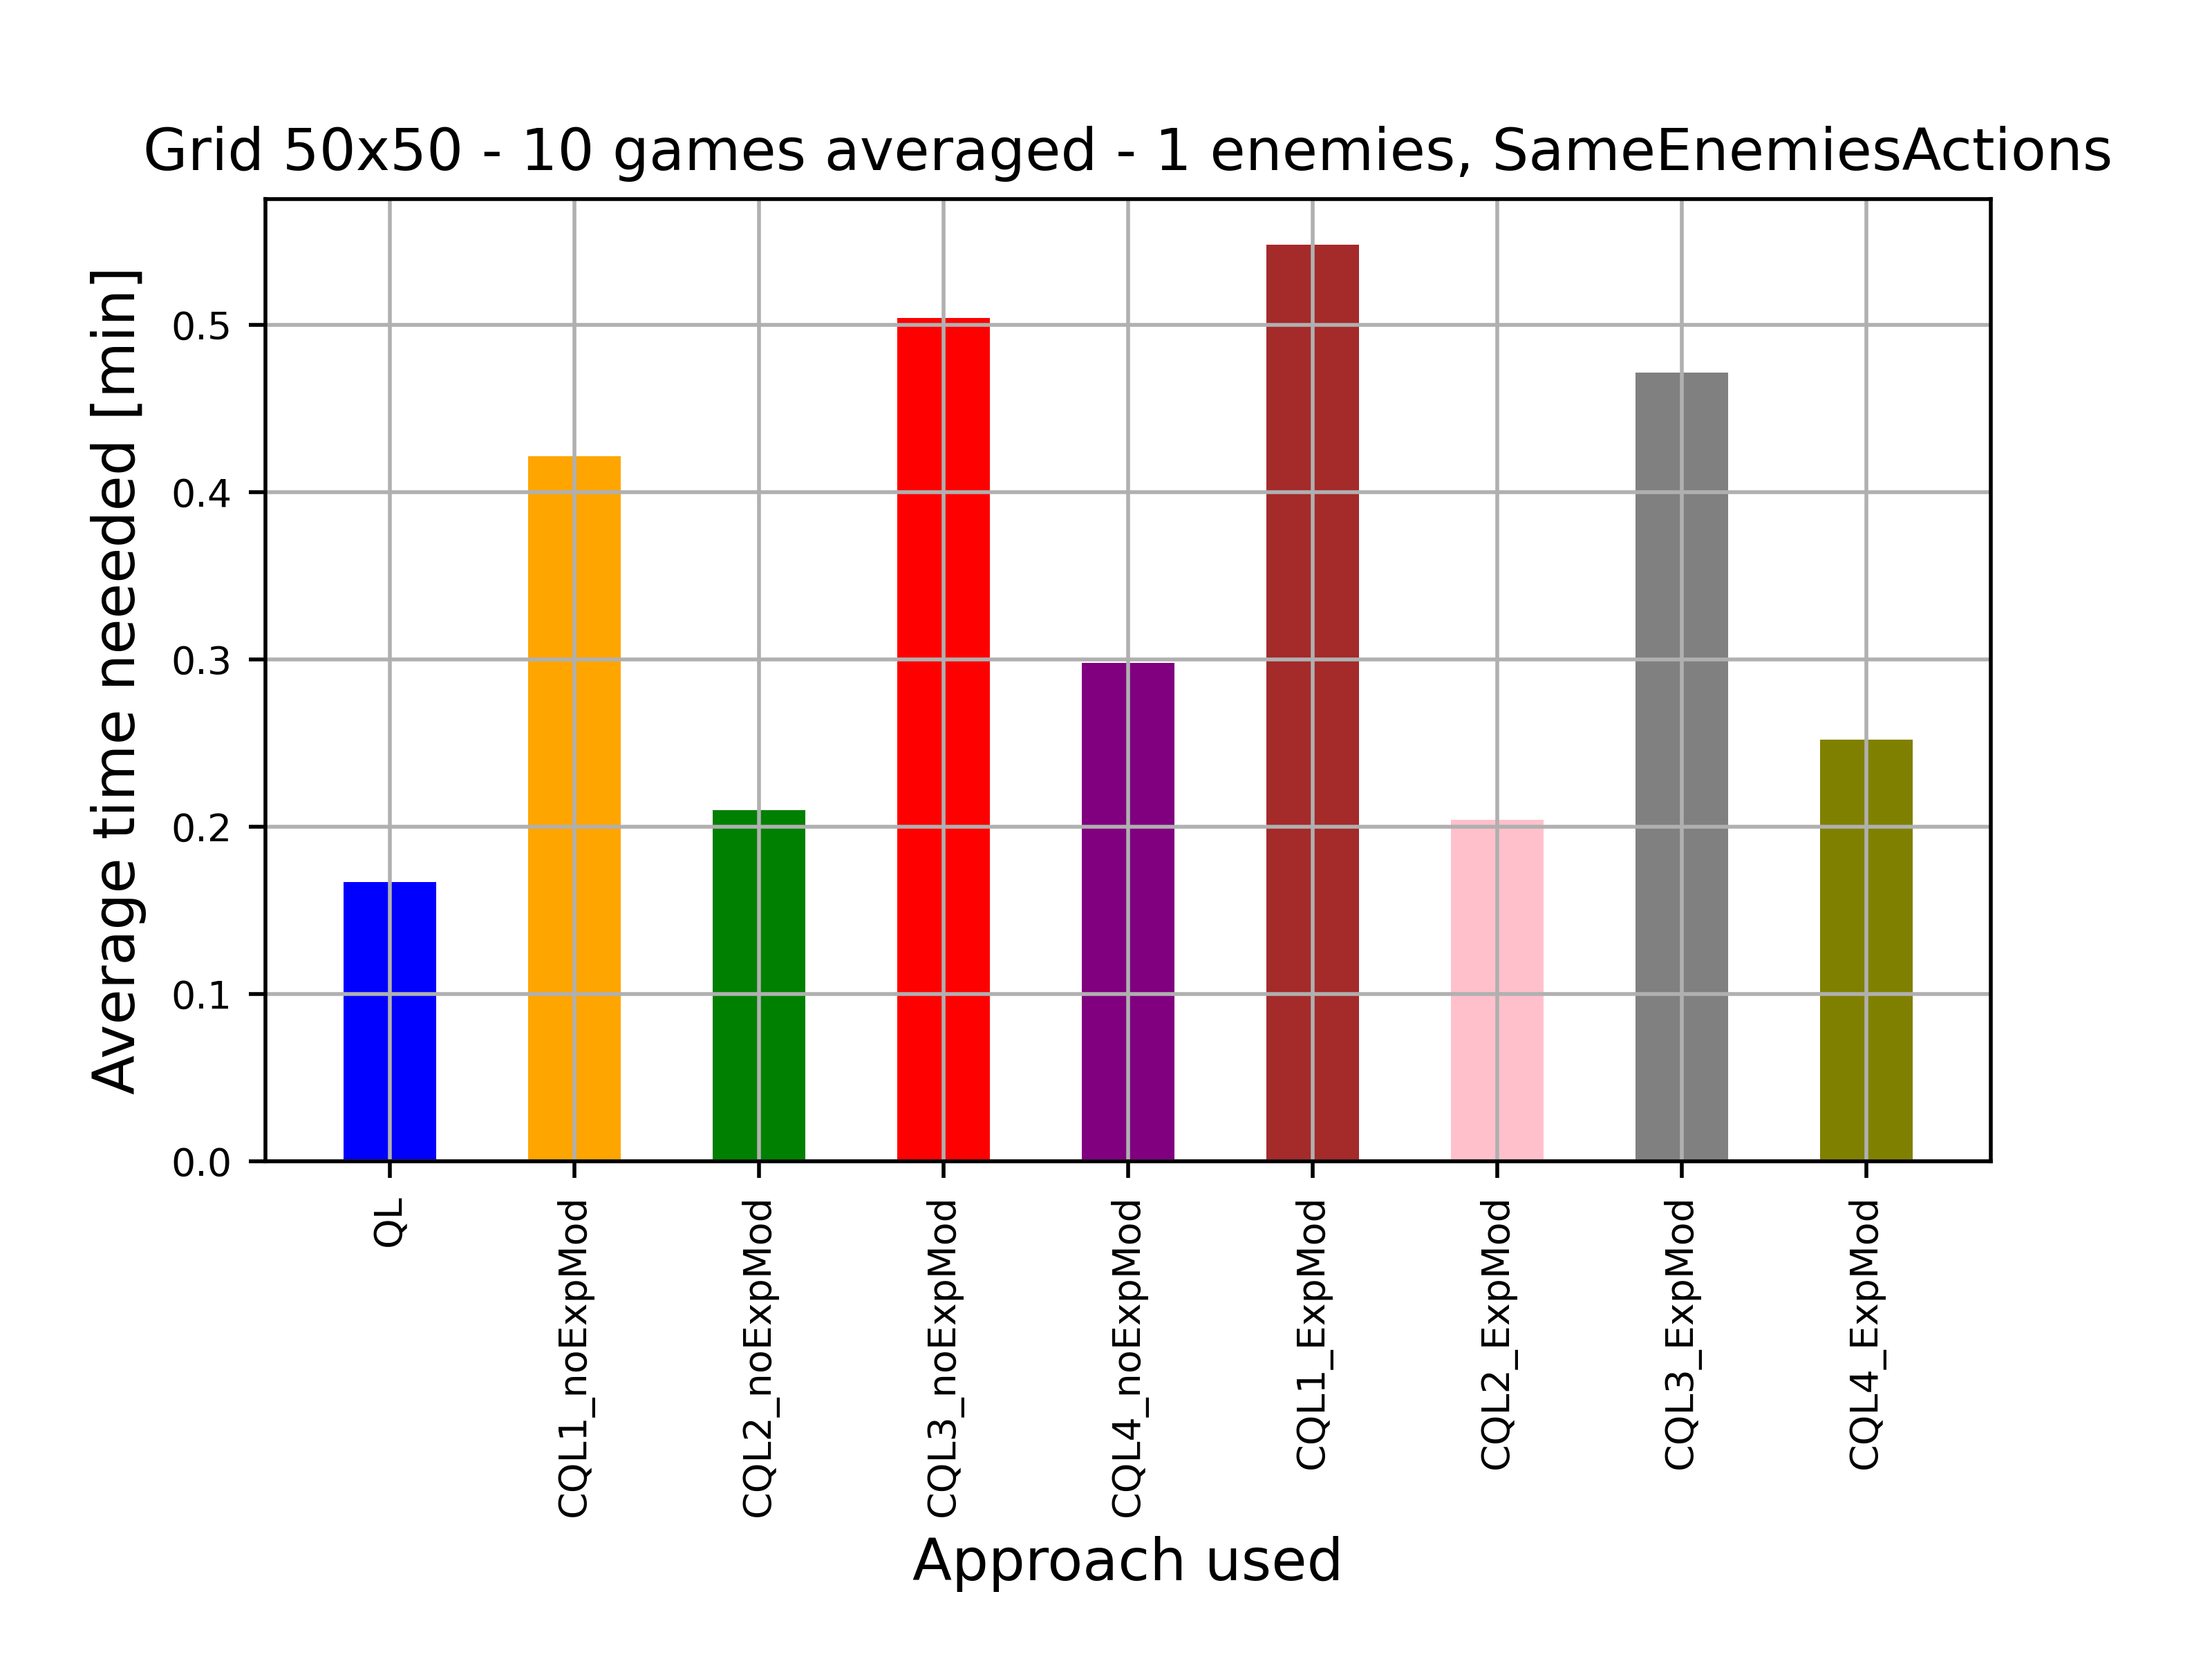 Grid 50x50 - 10 games averaged - 1 enemies, SameEnemiesActions
Average time needed [min]
0.5
0.4
0.3
0.2
0.1
0.0
QL
CQL1_noExpMod
CQL2_noExpMod
CQL3_noExpMod
CQL4_noExpMod
CQL1_ExpMod
CQL2_ExpMod
CQL3_ExpMod
CQL4_ExpMod
Approach used